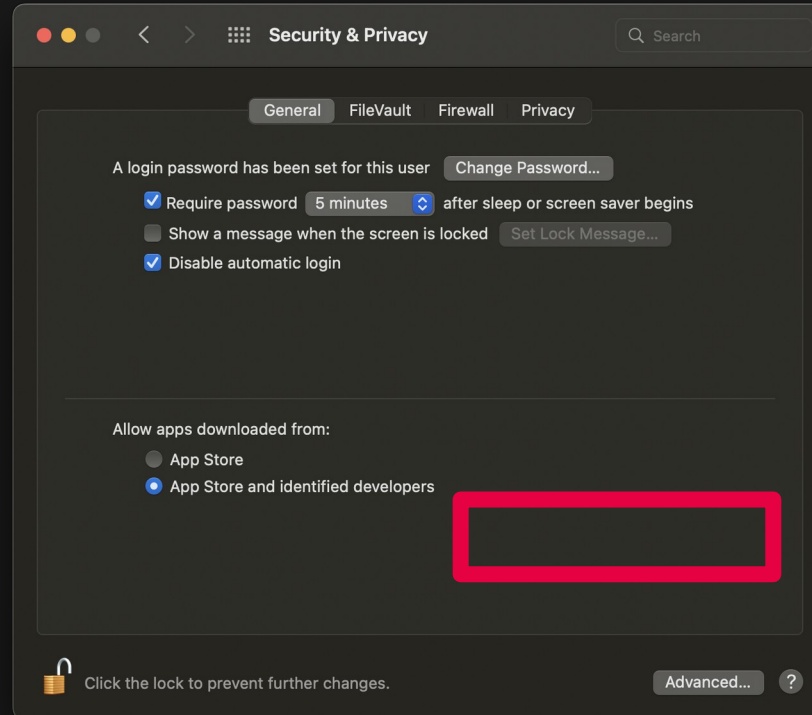 Security & Privacy
Search
General FileVault Firewall Privacy
A login password has been set for this user Change Password...
Require password 5 minutes after sleep or screen saver begins
Show a message when the screen is locked Set Lock Message...
Disable automatic login
Allow apps downloaded from:
App Store
App Store and identified developers
Click the lock to prevent further changes.
Advanced... ?